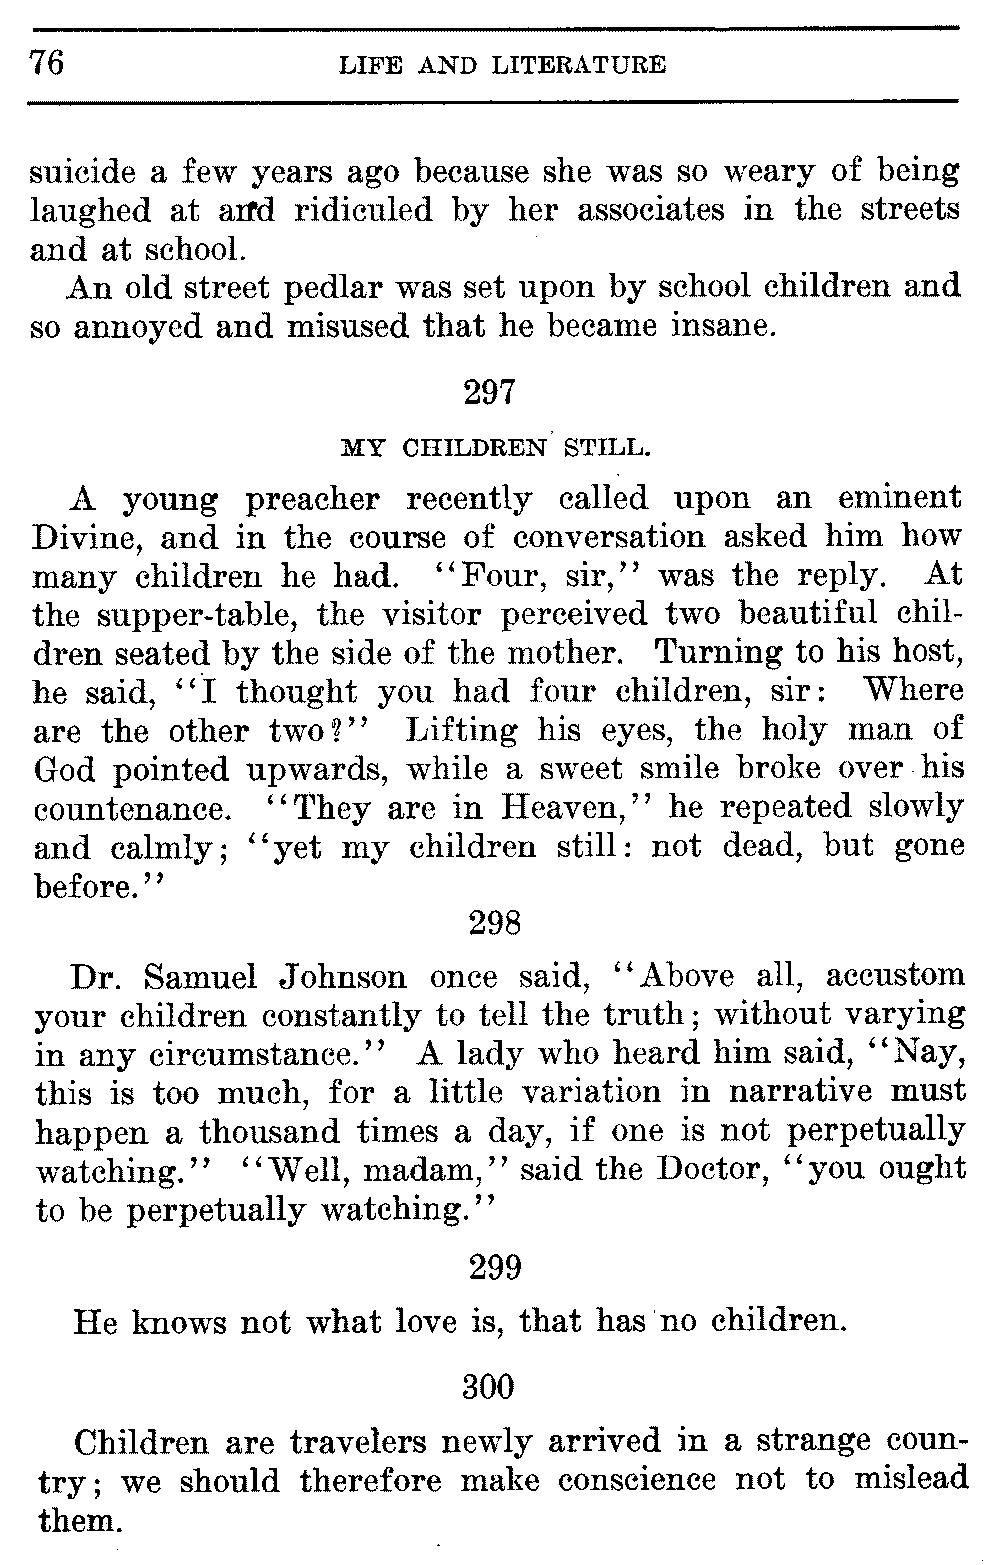 76 LIFE AND LITERATURE
suicide a few years ago because she was so weary of being
laughed at and ridiculed by her associates in the streets
and at school.
An old street pedlar was set upon by school children and
so annoyed and misused that he became insane.
297
MY CHILDREN STILL.
A young preacher recently called upon an eminent
Divine, and in the course of conversation asked him how
many children he had. “Four, sir,” was the reply. At
the supper-table, the visitor perceived two beautiful chil-
dren seated by the side of the mother. Turning to his host,
he said, “I thought you had four children, sir: Where
are the other two?” Lifting his eyes, the holy man of
God pointed upwards, while a sweet smile broke over his
countenance. “They are in Heaven,” he repeated slowly
and calmly; “yet my children still: not dead, but gone
before.”
298
Dr. Samuel Johnson once said, “Above all, accustom
your children constantly to tell the truth; without varying
in any circumstance.” A lady who heard him said, “Nay,
this is too much, for a little variation in narrative must
happen a thousand times a day, if one is not perpetually
watching.” “Well, madam,” said the Doctor, “you ought
to be perpetually watching.”
299
He knows not what love is, that has no children.
300
Children are travelers newly arrived in a strange coun-
try; we should therefore make conscience not to mislead
them.